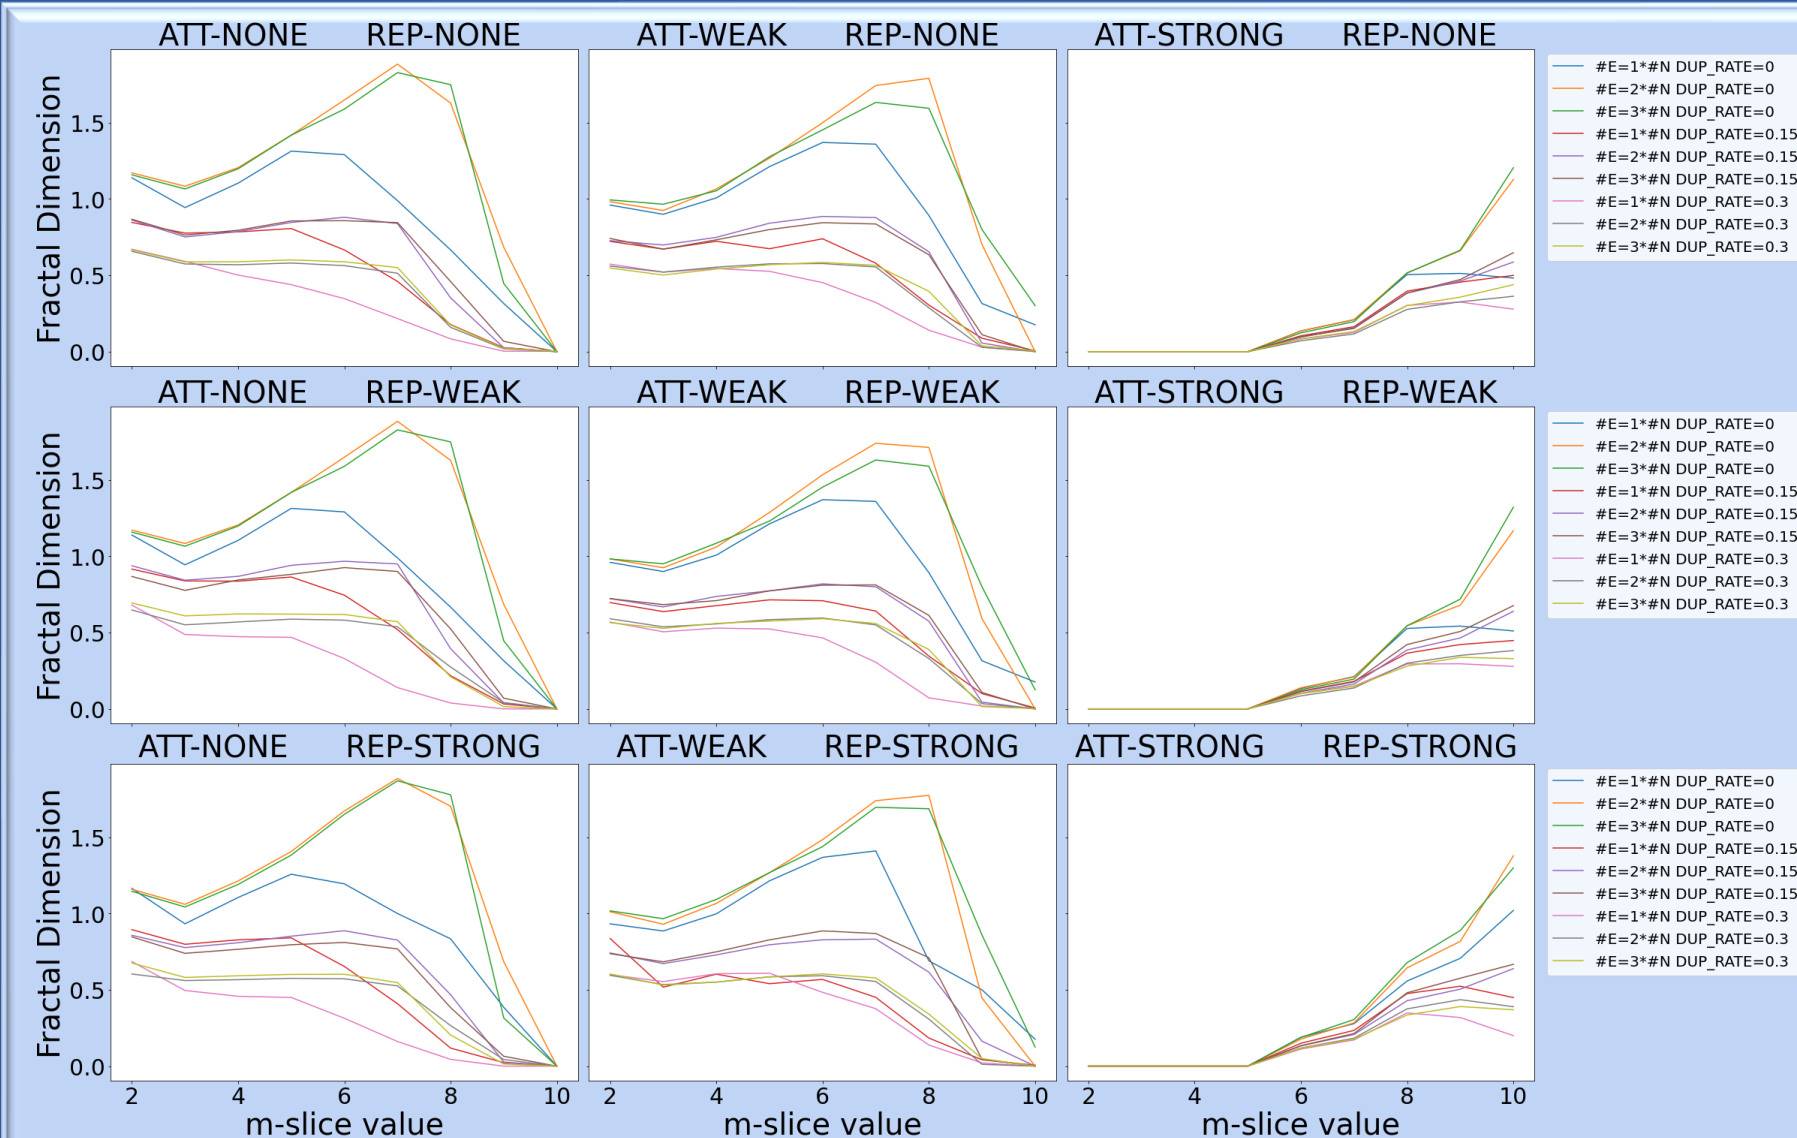 ATT-NONE REP-NONE ATT-WEAK REP-NONE ATT-STRONG REP-NONE
Fractal Dimension
1.5
1.0
0.5
0.0
#E=1*#N DUP_RATE=0
#E=2*#N DUP_RATE=0
#E=3*#N DUP_RATE=0
#E=1*#N DUP_RATE=0.15
#E=2*#N DUP_RATE=0.15
#E=3*#N DUP_RATE=0.15
#E=1*#N DUP_RATE=0.3
#E=2*#N DUP_RATE=0.3
#E=3*#N DUP_RATE=0.3
ATT-NONE REP-WEAK ATT-WEAK REP-WEAK ATT-STRONG REP-WEAK
Fractal Dimension
1.5
1.0
0.5
0.0
#E=1*#N DUP_RATE=0
#E=2*#N DUP_RATE=0
#E=3*#N DUP_RATE=0
#E=1*#N DUP_RATE=0.15
#E=2*#N DUP_RATE=0.15
#E=3*#N DUP_RATE=0.15
#E=1*#N DUP_RATE=0.3
#E=2*#N DUP_RATE=0.3
#E=3*#N DUP_RATE=0.3
ATT-NONE REP-STRONG ATT-WEAK REP-STRONG ATT-STRONG REP-STRONG
Fractal Dimension
1.5
1.0
0.5
0.0
#E=1*#N DUP_RATE=0
#E=2*#N DUP_RATE=0
#E=3*#N DUP_RATE=0
#E=1*#N DUP_RATE=0.15
#E=2*#N DUP_RATE=0.15
#E=3*#N DUP_RATE=0.15
#E=1*#N DUP_RATE=0.3
#E=2*#N DUP_RATE=0.3
#E=3*#N DUP_RATE=0.3
2 4 6 8 10 2 4 6 8 10 2 4 6 8 10
m-slice value m-slice value m-slice value